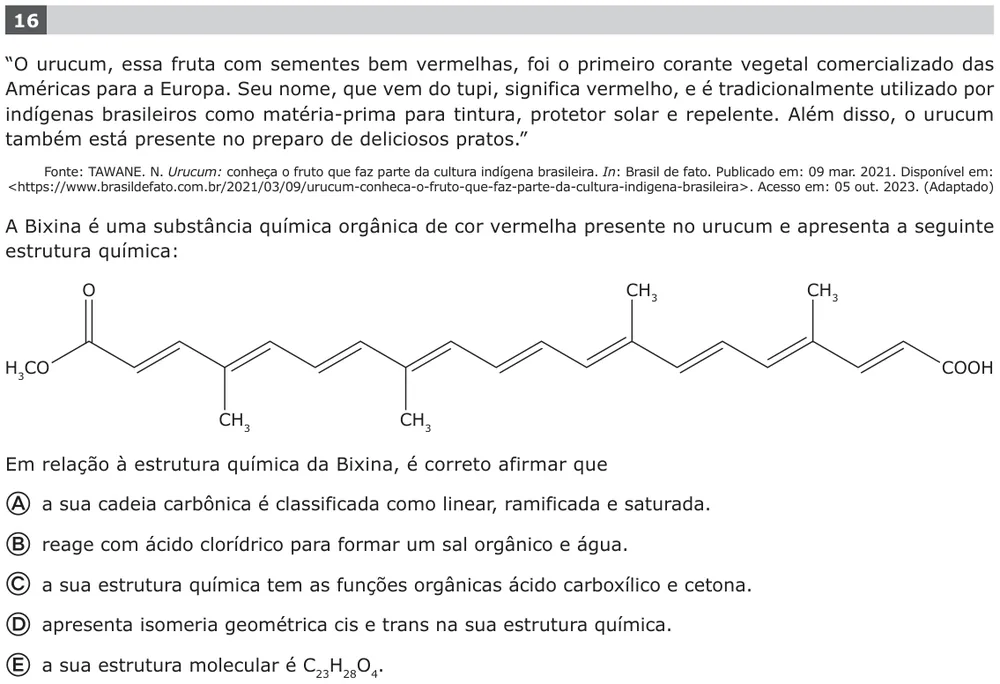 16
“O urucum, essa fruta com sementes bem vermelhas, foi o primeiro corante vegetal comercializado das
Américas para a Europa. Seu nome, que vem do tupi, significa vermelho, e é tradicionalmente utilizado por
indígenas brasileiros como matéria-prima para tintura, protetor solar e repelente. Além disso, o urucum
também está presente no preparo de deliciosos pratos.”
Fonte: TAWANE. N. Urucum: conheça o fruto que faz parte da cultura indígena brasileira. In: Brasil de fato. Publicado em: 09 mar. 2021. Disponível em:
<https://www.brasildefato.com.br/2021/03/09/urucum-conheca-o-fruto-que-faz-parte-da-cultura-indigena-brasileira>. Acesso em: 05 out. 2023. (Adaptado)
A Bixina é uma substância química orgânica de cor vermelha presente no urucum e apresenta a seguinte
estrutura química:
O CH₃ CH₃
H₃CO COOH
CH₃ CH₃
Em relação à estrutura química da Bixina, é correto afirmar que
A a sua cadeia carbônica é classificada como linear, ramificada e saturada.
B reage com ácido clorídrico para formar um sal orgânico e água.
C a sua estrutura química tem as funções orgânicas ácido carboxílico e cetona.
D apresenta isomeria geométrica cis e trans na sua estrutura química.
E a sua estrutura molecular é C₂₃H₂₈O₄.